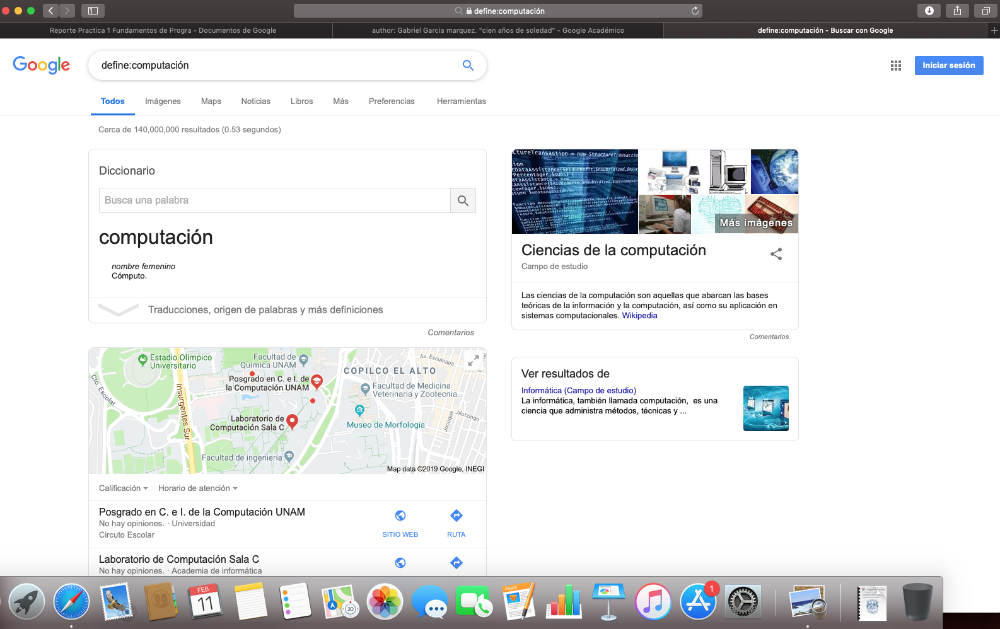 define:computación
Reporte Practica 1 Fundamentos de Progra - Documentos de Google
author: Gabriel Garcia marquez. "cien años de soledad" - Google Académico
define:computación - Buscar con Google
Google
define:computación
Iniciar sesión
Todos
Imágenes
Maps
Noticias
Libros
Más
Preferencias
Herramientas
Cerca de 140,000,000 resultados (0.53 segundos)
Diccionario
Busca una palabra
computación
nombre femenino
Cómputo.
Traducciones, origen de palabras y más definiciones
Comentarios
Estadio Olímpico
Universitario
Facultad de
Química UNAM
Av. Escuinapa
COPILCO EL ALTO
Posgrado en C. e I. de
la Computación UNAM
Facultad de Medicina
Veterinaria y Zootecnia...
Cto. Escolar
Insurgentes Sur
Jocoque
Jilotzingo
Laboratorio de
Computación Sala C
Museo de Morfología
Facultad de ingeniería
Map data ©2019 Google, INEGI
Calificación
Horario de atención
Posgrado en C. e I. de la Computación UNAM
No hay opiniones. · Universidad
Circuto Escolar
SITIO WEB
RUTA
Laboratorio de Computación Sala C
No hay opiniones. · Academia de informática
Más imágenes
Ciencias de la computación
Campo de estudio
Las ciencias de la computación son aquellas que abarcan las bases
teóricas de la información y la computación, así como su aplicación en
sistemas computacionales. Wikipedia
Comentarios
Ver resultados de
Informática (Campo de estudio)
La informática, también llamada computación, es una
ciencia que administra métodos, técnicas y ...
FEB
11
3D
PAGES
1